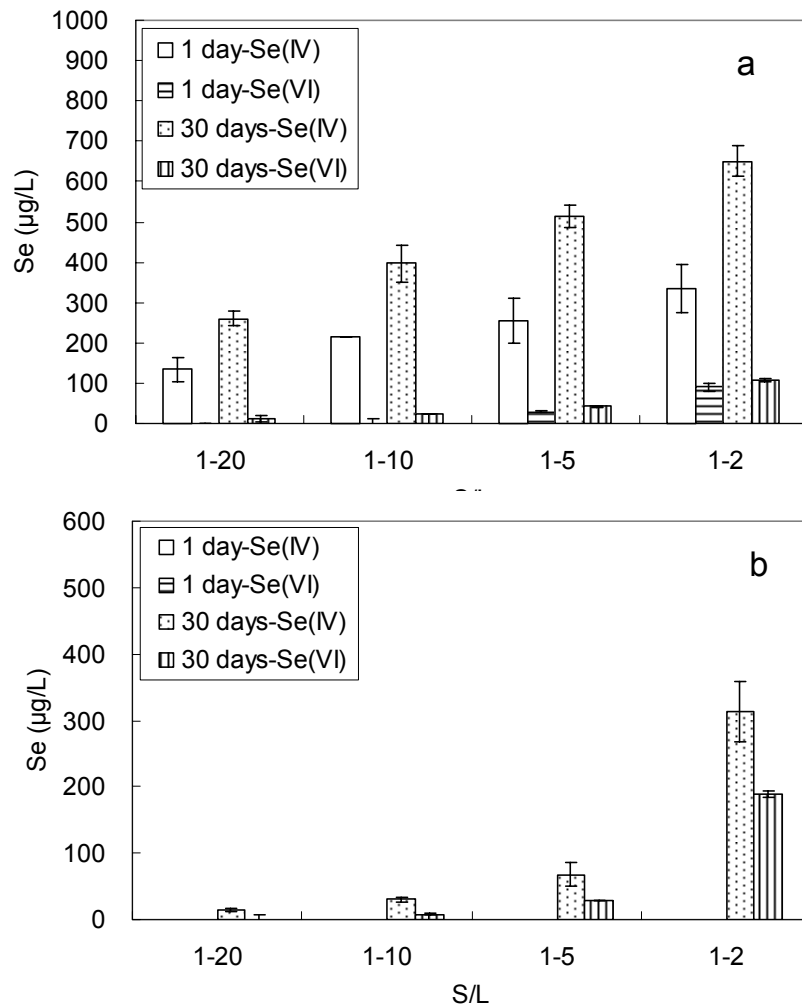 1000
900
800
700
600
500
400
300
200
100
0
Se (µg/L)
1 day-Se(IV)
1 day-Se(VI)
30 days-Se(IV)
30 days-Se(VI)
a
1-20 1-10 1-5 1-2
600
500
400
300
200
100
0
Se (µg/L)
1 day-Se(IV)
1 day-Se(VI)
30 days-Se(IV)
30 days-Se(VI)
b
1-20 1-10 1-5 1-2
S/L